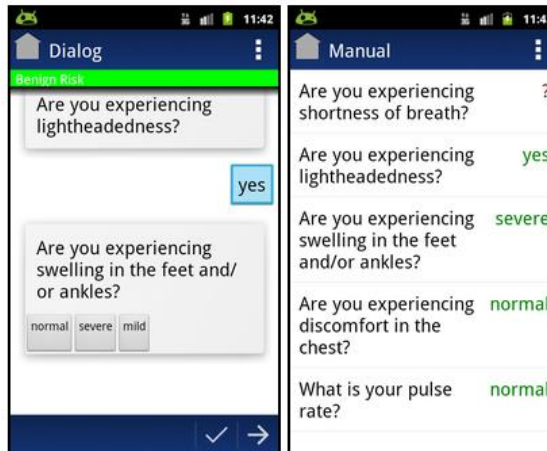 11:42
Dialog
Benign Risk
Are you experiencing
lightheadedness?
yes
Are you experiencing
swelling in the feet and/
or ankles?
normal severe mild
11:4
Manual
Are you experiencing
shortness of breath?
?
Are you experiencing
lightheadedness?
yes
Are you experiencing
swelling in the feet
and/or ankles?
severe
Are you experiencing
discomfort in the
chest?
normal
What is your pulse
rate?
normal